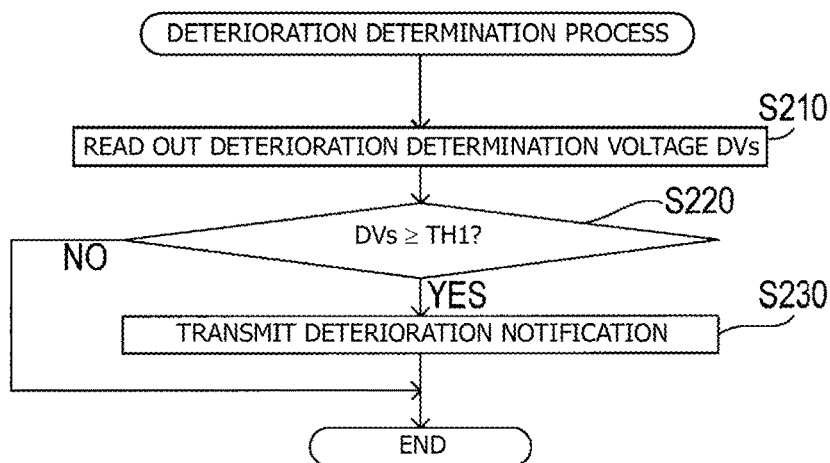 DETERIORATION DETERMINATION PROCESS
S210
READ OUT DETERIORATION DETERMINATION VOLTAGE DVs
S220
DVs ≥ TH1?
NO
YES
S230
TRANSMIT DETERIORATION NOTIFICATION
END